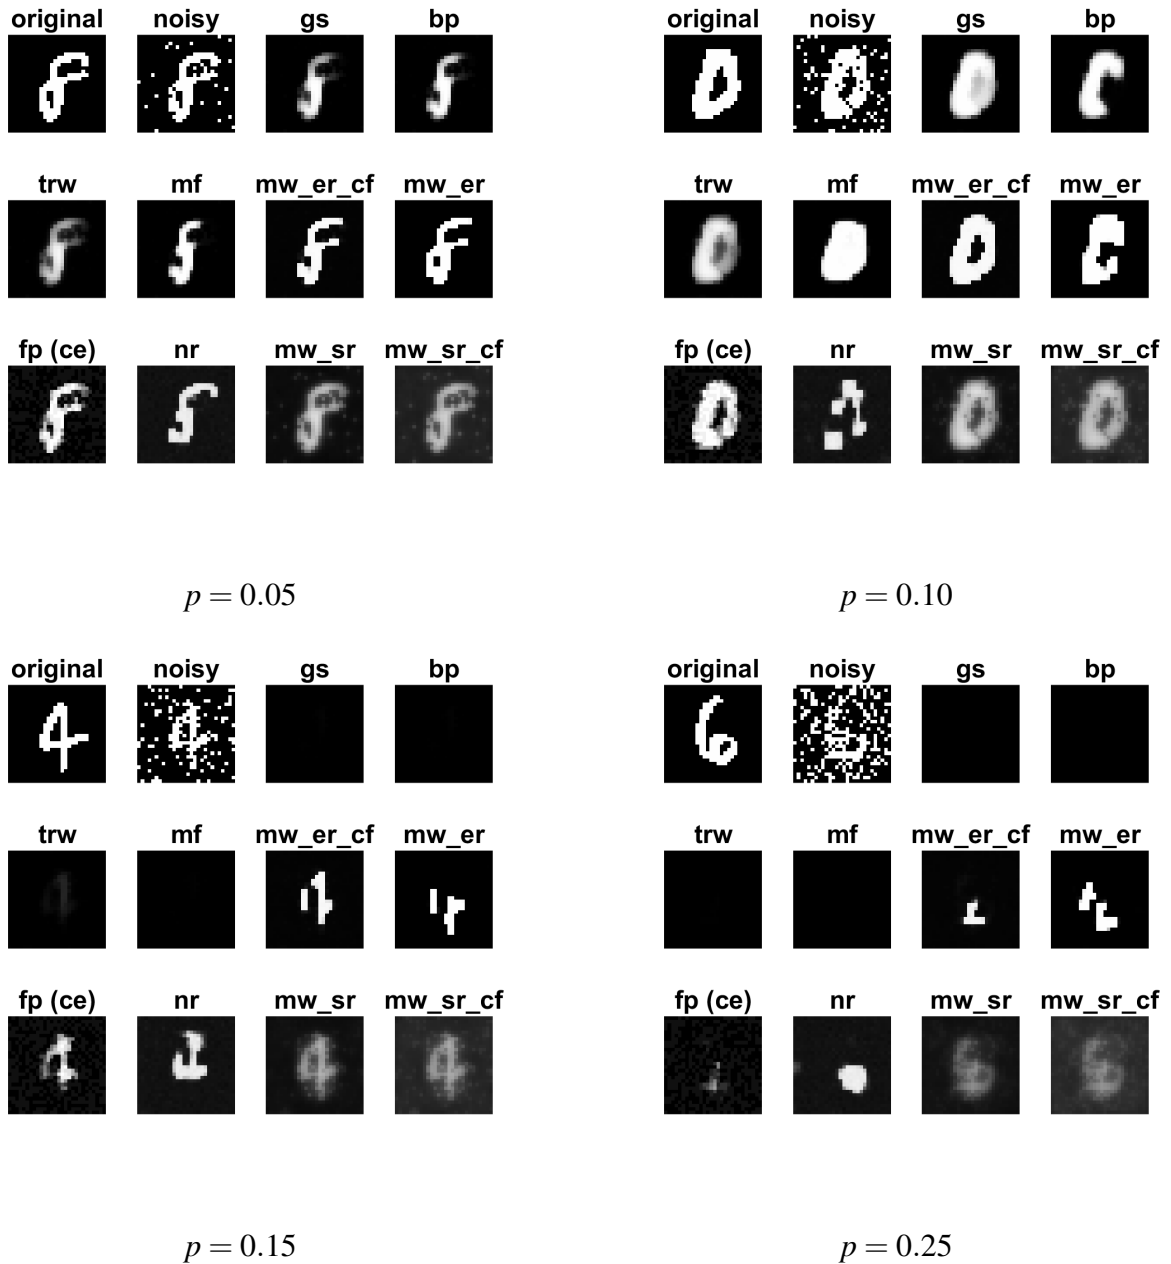 original noisy gs bp
trw mf mw_er_cf mw_er
fp (ce) nr mw_sr mw_sr_cf
p = 0.05
original noisy gs bp
trw mf mw_er_cf mw_er
fp (ce) nr mw_sr mw_sr_cf
p = 0.10
original noisy gs bp
trw mf mw_er_cf mw_er
fp (ce) nr mw_sr mw_sr_cf
p = 0.15
original noisy gs bp
trw mf mw_er_cf mw_er
fp (ce) nr mw_sr mw_sr_cf
p = 0.25